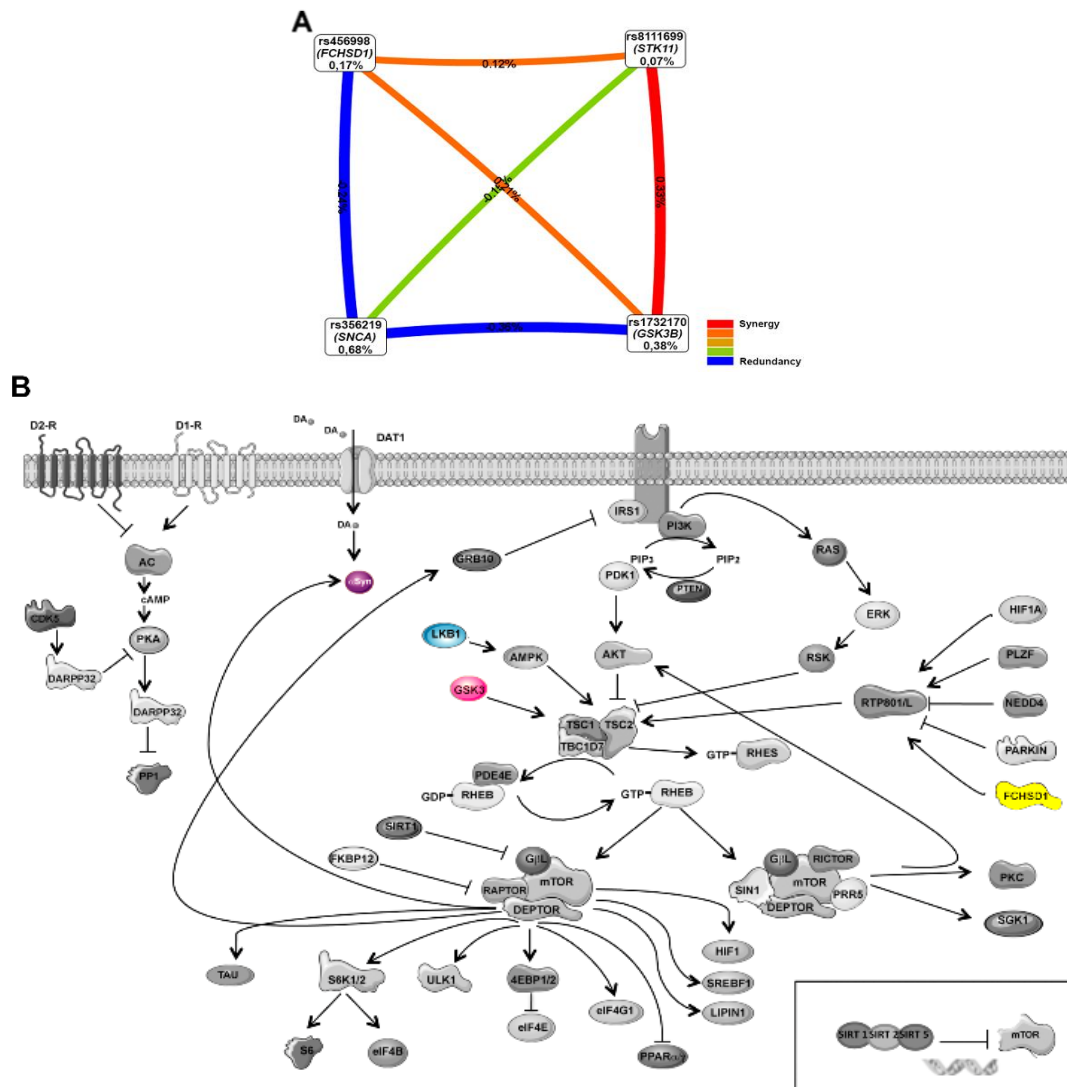 A
rs456998
(FCHSD1)
0,17%
rs8111699
(STK11)
0,07%
0.12%
0.33%
0.21%
rs356219
(SNCA)
0,68%
rs1732170
(GSK3B)
0,38%
Synergy
Redundancy
B
D2-R
D1-R
DA
DA
DAT1
DA
AC
cAMP
CDK5
PKA
DARPP32
DARPP32
PP1
αSyn
GRB10
IRS1
PI3K
PIP3
PIP2
PDK1
PTEN
RAS
ERK
RSK
LKB1
AMPK
AKT
GSK3
TSC1
TSC2
TBC1D7
GTP
RHES
HIF1A
PLZF
RTP801/L
NEDD4
PARKIN
FCHSD1
PDE4E
GDP
RHEB
GTP
RHEB
SIRT1
FKBP12
GβL
RAPTOR
mTOR
DEPTOR
GβL
RICTOR
SIN1
mTOR
PRR5
DEPTOR
PKC
SGK1
TAU
S6K1/2
ULK1
4EBP1/2
eIF4E
eIF4G1
HIF1
SREBF1
LIPIN1
PPARα/γ
S6
eIF4B
SIRT 1
SIRT 2
SIRT 5
mTOR